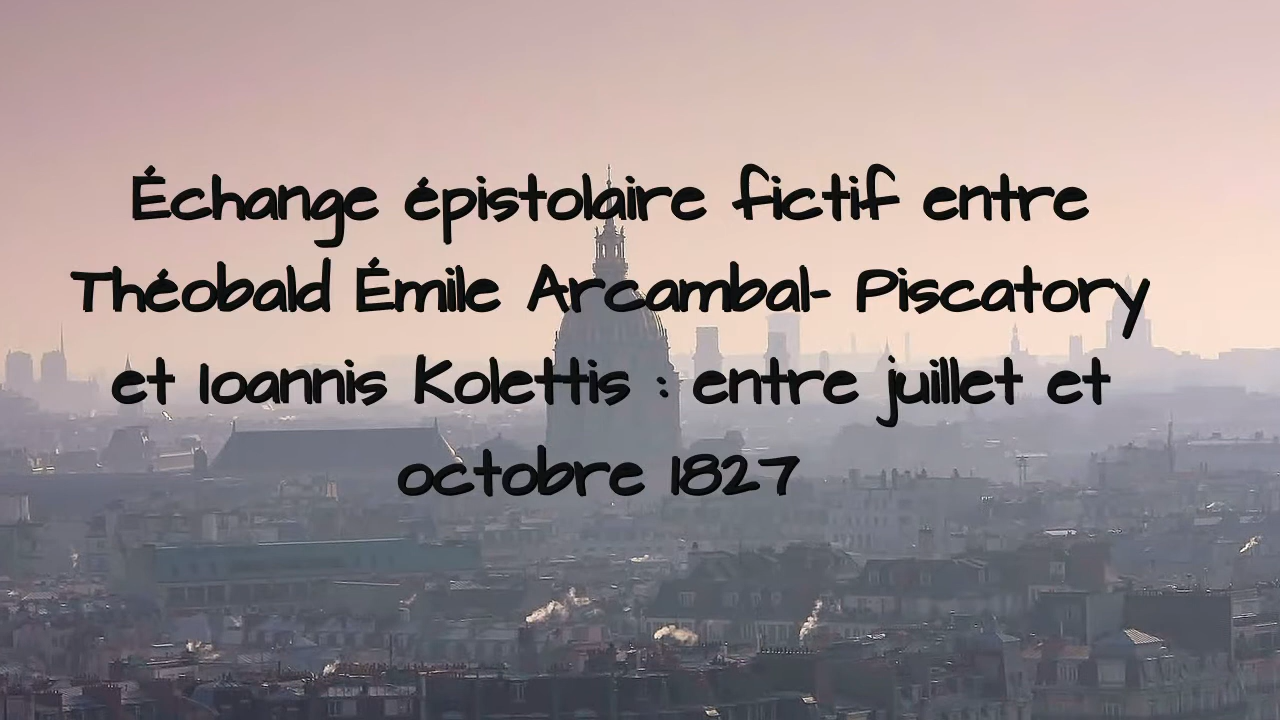 Échange épistolaire fictif entre
Théobald Émile Arcambal- Piscatory
et Ioannis Kolettis : entre juillet et
octobre 1827